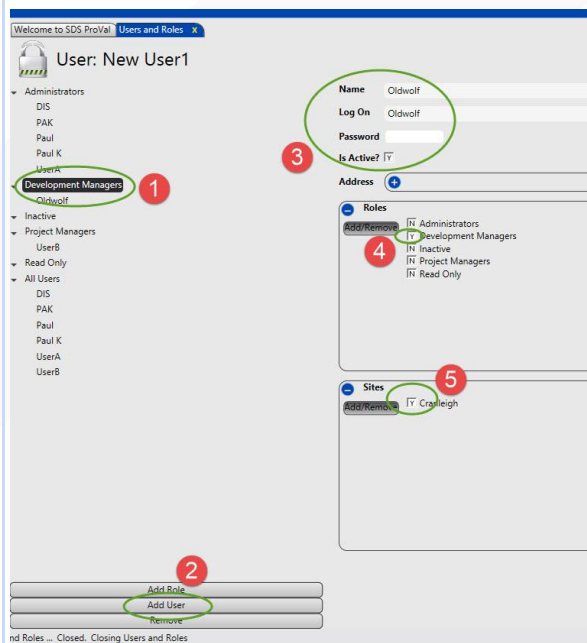 Welcome to SDS ProVal Users and Roles x
User: New User1
Administrators
DIS
PAK
Paul
Paul K
UserA
Development Managers
Oldwolf
Inactive
Project Managers
UserB
Read Only
All Users
DIS
PAK
Paul
Paul K
UserA
UserB
1
2
Add Role
Add User
Remove
nd Roles ... Closed. Closing Users and Roles
Name Oldwolf
Log On Oldwolf
Password
3
Is Active? Y
Address
Roles
Add/Remove
N Administrators
Y Development Managers
N Inactive
N Project Managers
N Read Only
4
5
Sites
Add/Remove Y Cranleigh